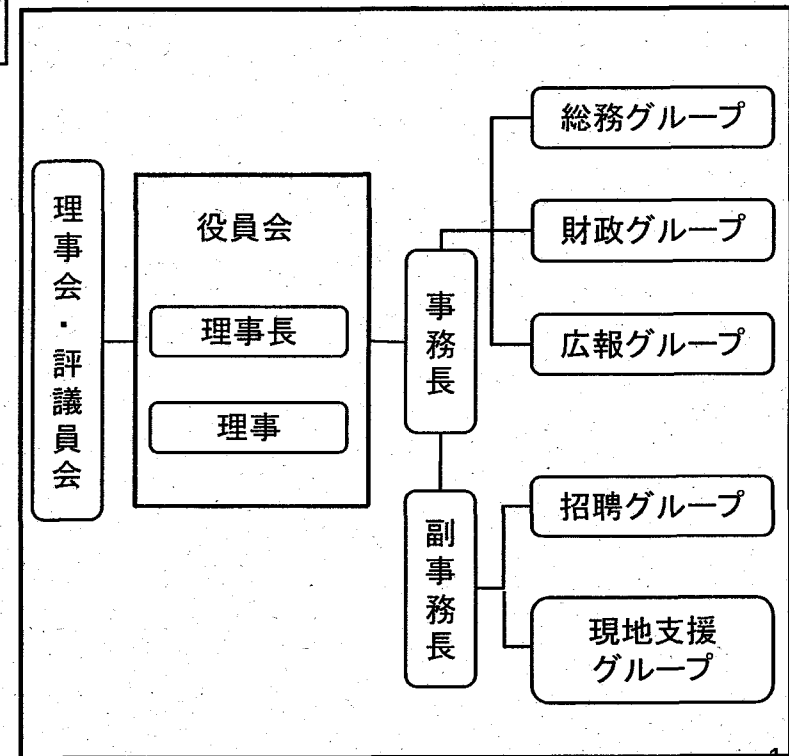 理事会・評議員会
役員会
理事長
理事
事務長
副事務長
総務グループ
財政グループ
広報グループ
招聘グループ
現地支援
グループ